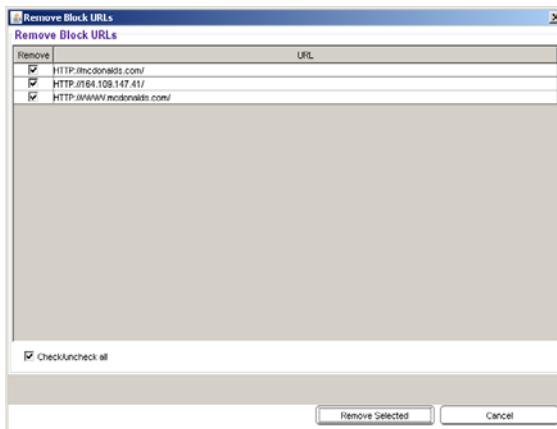 Remove Block URLs
Remove Block URLs
Remove URL
HTTP://mcdonalds.com/
HTTP://164.109.147.41/
HTTP://WWW.mcdonalds.com/
Check/uncheck all
Remove Selected Cancel